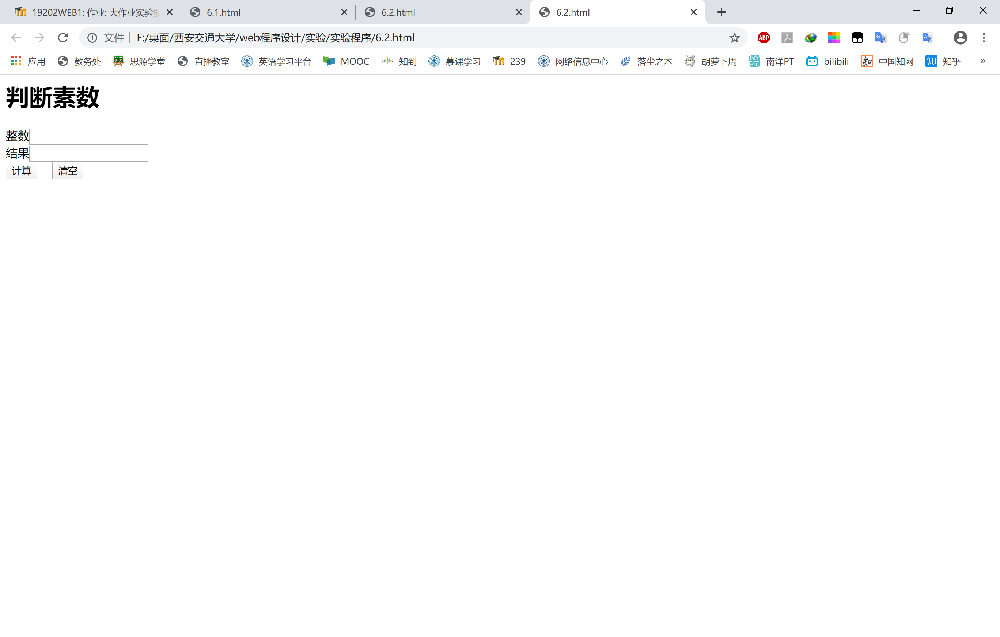 19202WEB1: 作业: 大作业实验报
6.1.html
6.2.html
6.2.html
文件 F:/桌面/西安交通大学/web程序设计/实验/实验程序/6.2.html
ABP
应用 教务处 思源学堂 直播教室 英语学习平台 MOOC 知到 慕课学习 239 网络信息中心 落尘之木 胡萝卜周 南洋PT bilibili 中国知网 知 知乎 »
判断素数
整数
结果
计算 清空